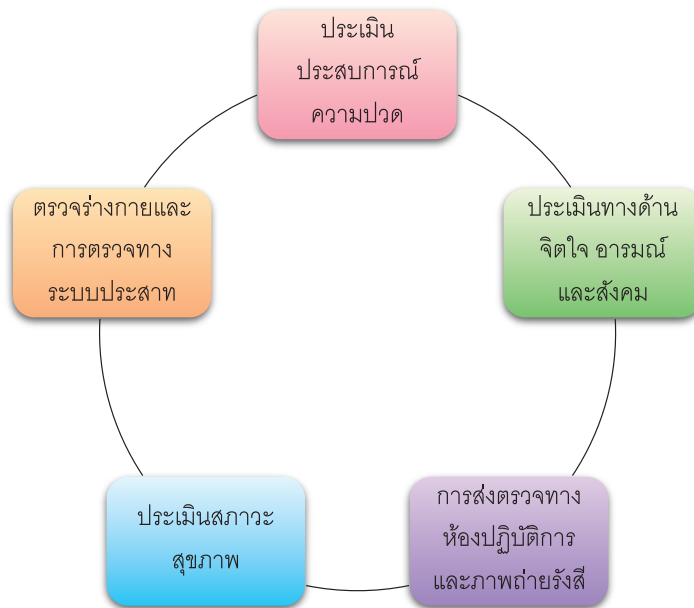 ประเมิน
ประสบการณ์
ความปวด
ประเมินทางด้าน
จิตใจ อารมณ์
และสังคม
การส่งตรวจทาง
ห้องปฏิบัติการ
และภาพถ่ายรังสี
ประเมินสภาวะ
สุขภาพ
ตรวจร่างกายและ
การตรวจทาง
ระบบประสาท